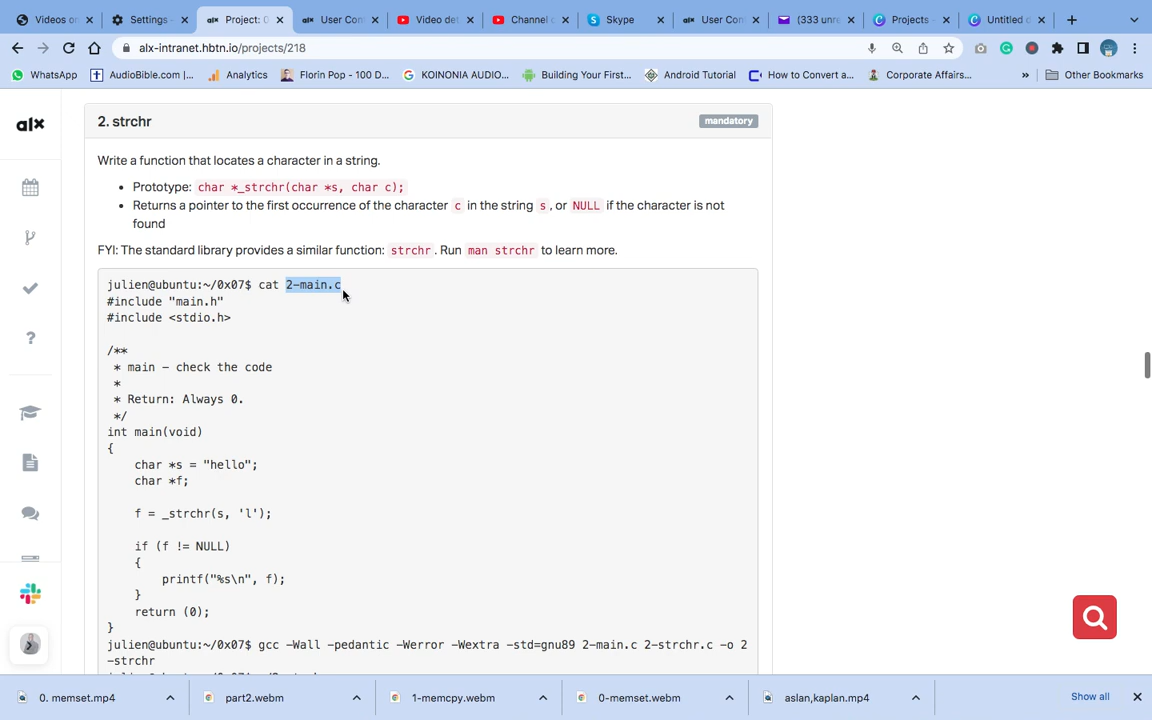 Videos or
Settings -
Project: 0
User Con
Video det
Channel c
Skype
User Con
(333 unre
Projects -
Untitled d
alx-intranet.hbtn.io/projects/218
WhatsApp
AudioBible.com |...
Analytics
Florin Pop - 100 D...
KOINONIA AUDIO...
Building Your First...
Android Tutorial
How to Convert a...
Corporate Affairs...
»
Other Bookmarks
alx
2. strchr
mandatory
Write a function that locates a character in a string.
• Prototype: char *_strchr(char *s, char c);
• Returns a pointer to the first occurrence of the character c in the string s, or NULL if the character is not
found
FYI: The standard library provides a similar function: strchr. Run man strchr to learn more.
julien@ubuntu:~/0x07$ cat 2-main.c
#include "main.h"
#include <stdio.h>
/**
* main - check the code
*
* Return: Always 0.
*/
int main(void)
{
char *s = "hello";
char *f;
f = _strchr(s, 'l');
if (f != NULL)
{
printf("%s\n", f);
}
return (0);
}
julien@ubuntu:~/0x07$ gcc -Wall -pedantic -Werror -Wextra -std=gnu89 2-main.c 2-strchr.c -o 2
-strchr
0. memset.mp4
part2.webm
1-memcpy.webm
0-memset.webm
aslan,kaplan.mp4
Show all